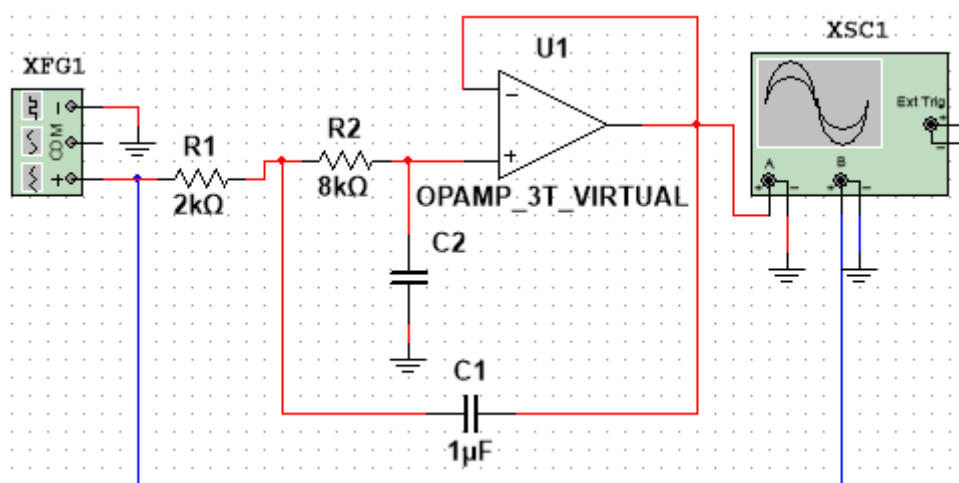 XSC1
U1
XFG1
Ext Trig
+
−
COM
+
−
R1
2kΩ
R2
8kΩ
−
+
OPAMP_3T_VIRTUAL
A
B
+
−
+
−
C2
C1
1µF